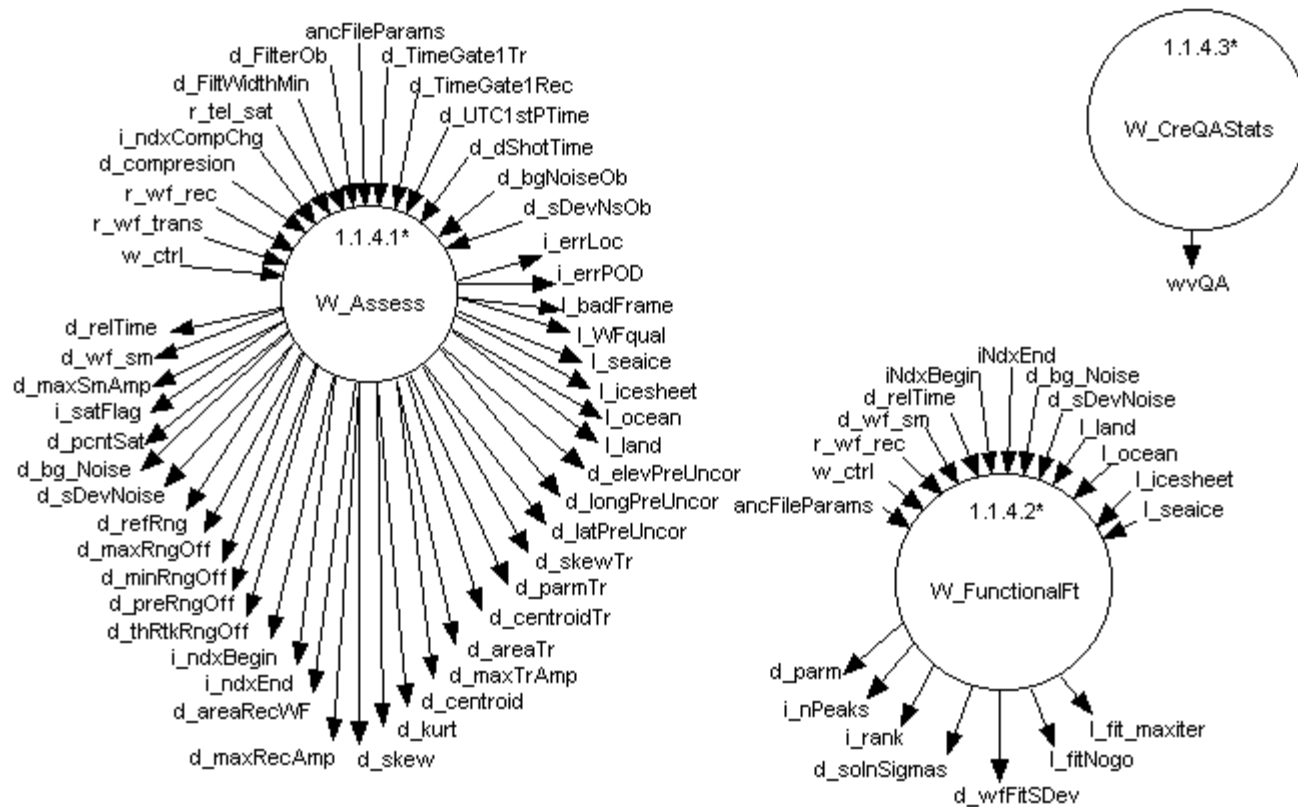 ancFileParams
d_FilterOb
d_TimeGate1Tr
d_FiltWidthMin
d_TimeGate1Rec
r_tel_sat
d_UTC1stPTime
i_ndxCompChg
d_dShotTime
d_compresion
d_bgNoiseOb
r_wf_rec
d_sDevNsOb
r_wf_trans
w_ctrl
1.1.4.1*
W_Assess
i_errLoc
i_errPOD
l_badFrame
l_WFqual
l_seaice
l_icesheet
l_ocean
l_land
d_elevPreUncor
d_longPreUncor
d_latPreUncor
d_skewTr
d_parmTr
d_centroidTr
d_areaTr
d_maxTrAmp
d_centroid
d_kurt
d_skew
d_relTime
d_wf_sm
d_maxSmAmp
i_satFlag
d_pcntSat
d_bg_Noise
d_sDevNoise
d_refRng
d_maxRngOff
d_minRngOff
d_preRngOff
d_thRtkRngOff
i_ndxBegin
i_ndxEnd
d_areaRecWF
d_maxRecAmp
1.1.4.3*
W_CreQAStats
wvQA
iNdxEnd
iNdxBegin
d_bg_Noise
d_relTime
d_sDevNoise
d_wf_sm
l_land
r_wf_rec
l_ocean
w_ctrl
l_icesheet
ancFileParams
l_seaice
1.1.4.2*
W_FunctionalFt
d_parm
i_nPeaks
i_rank
d_solnSigmas
d_wfFitSDev
l_fitNogo
l_fit_maxiter